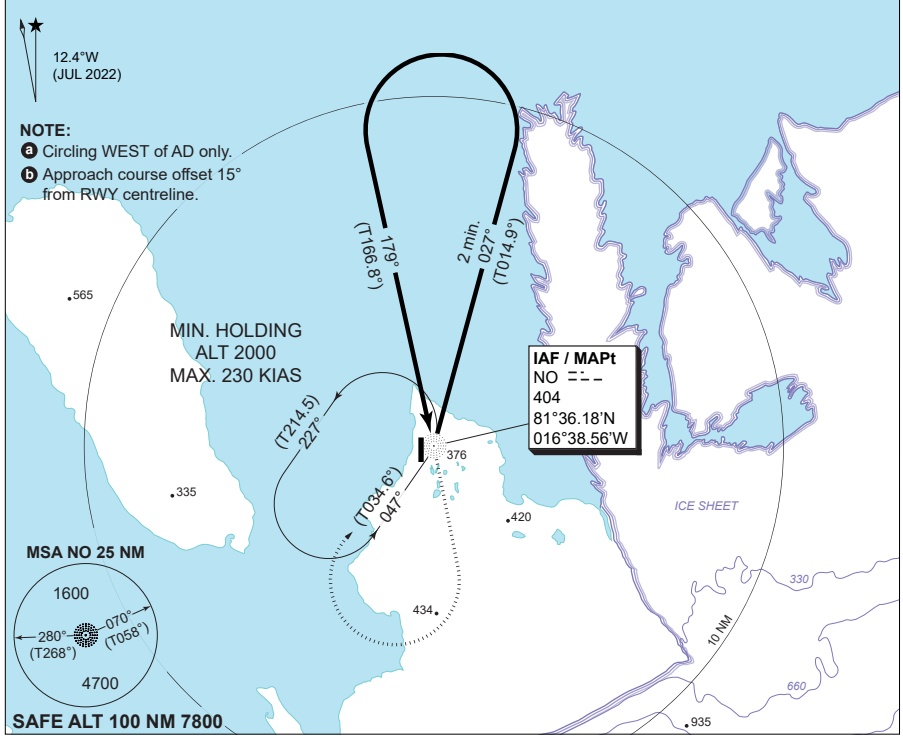 12.4°W
(JUL 2022)
NOTE:
a Circling WEST of AD only.
b Approach course offset 15°
from RWY centreline.
179°
(T166.8°)
2 min.
027°
(T014.9°)
565
MIN. HOLDING
ALT 2000
MAX. 230 KIAS
IAF / MAPt
NO
404
81°36.18'N
016°38.56'W
(T214.5)
227°
376
335
(T034.6°)
047°
420
ICE SHEET
MSA NO 25 NM
1600
070°
(T058°)
280°
(T268°)
4700
434
330
10 NM
660
935
SAFE ALT 100 NM 7800